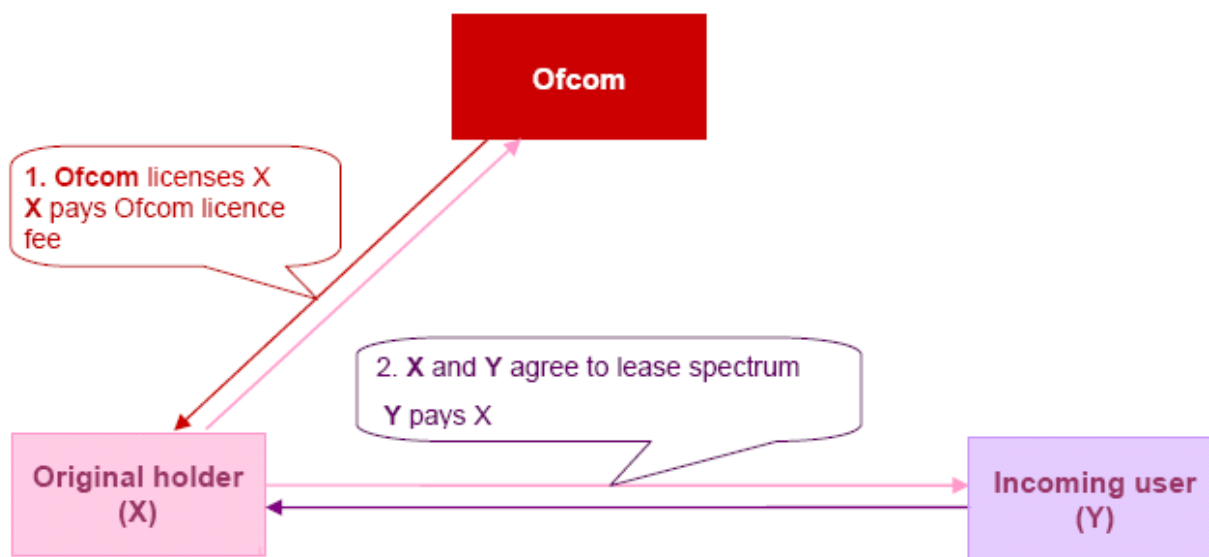 Ofcom
1. Ofcom licenses X
X pays Ofcom licence
fee
2. X and Y agree to lease spectrum
Y pays X
Original holder
(X)
Incoming user
(Y)